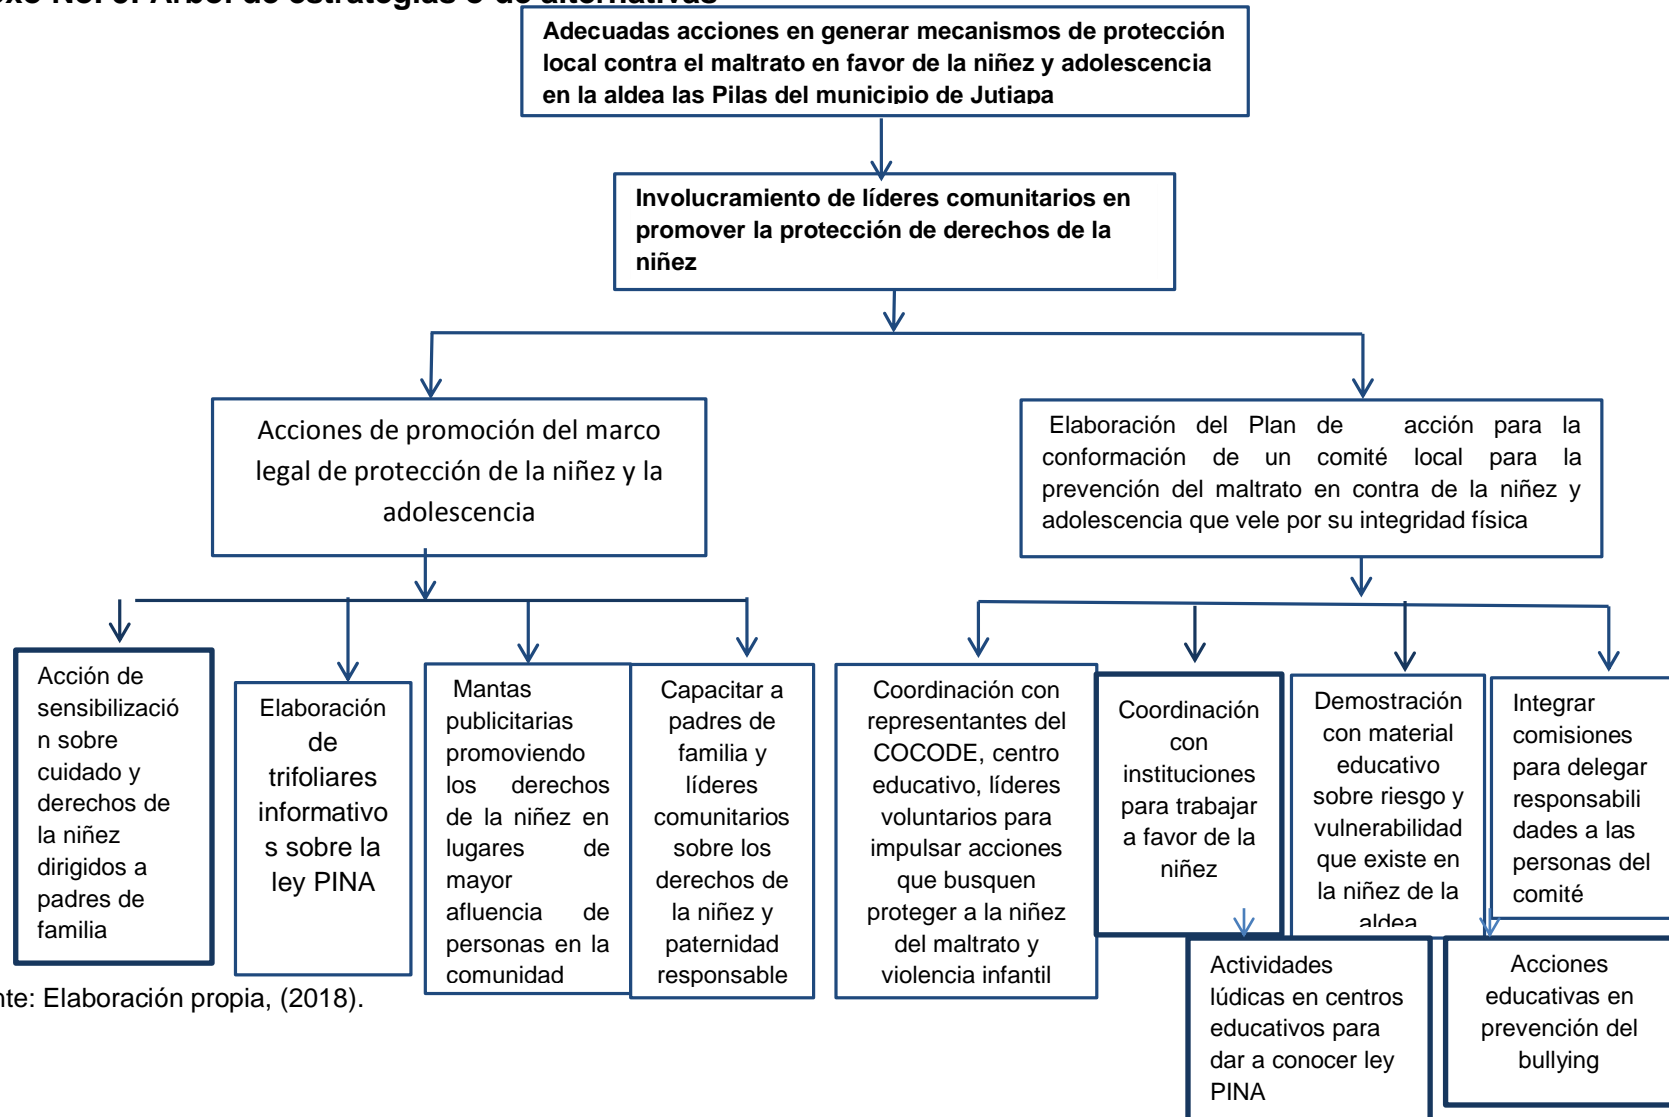 xo No. 3: Árbol de estrategias o de alternativas
Adecuadas acciones en generar mecanismos de protección
local contra el maltrato en favor de la niñez y adolescencia
en la aldea las Pilas del municipio de Jutiapa
Involucramiento de líderes comunitarios en
promover la protección de derechos de la
niñez
Acciones de promoción del marco
legal de protección de la niñez y la
adolescencia
Elaboración del Plan de acción para la
conformación de un comité local para la
prevención del maltrato en contra de la niñez y
adolescencia que vele por su integridad física
Acción de
sensibilizació
n sobre
cuidado y
derechos de
la niñez
dirigidos a
padres de
familia
Elaboración
de
trifoliares
informativo
s sobre la
ley PINA
Mantas
publicitarias
promoviendo
los derechos
de la niñez en
lugares de
mayor
afluencia de
personas en la
comunidad
Capacitar a
padres de
familia y
líderes
comunitarios
sobre los
derechos de
la niñez y
paternidad
responsable
Coordinación con
representantes del
COCODE, centro
educativo, líderes
voluntarios para
impulsar acciones
que busquen
proteger a la niñez
del maltrato y
violencia infantil
Coordinación
con
instituciones
para trabajar
a favor de la
niñez
Demostración
con material
educativo
sobre riesgo y
vulnerabilidad
que existe en
la niñez de la
aldea
Integrar
comisiones
para delegar
responsabili
dades a las
personas del
comité
Actividades
lúdicas en centros
educativos para
dar a conocer ley
PINA
Acciones
educativas en
prevención del
bullying
nte: Elaboración propia, (2018).